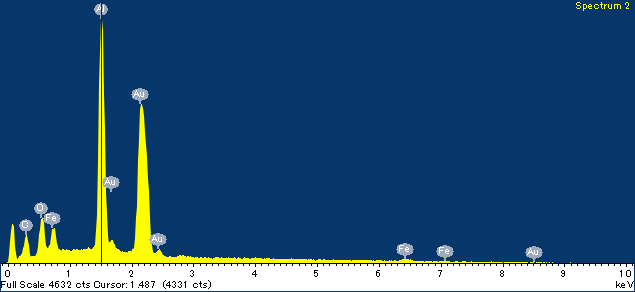 Spectrum 2
Al
Au
Au
O
Fe
C
Au
Fe
Fe
Au
0 1 2 3 4 5 6 7 8 9 10
Full Scale 4632 cts Cursor: 1.487 (4331 cts) keV